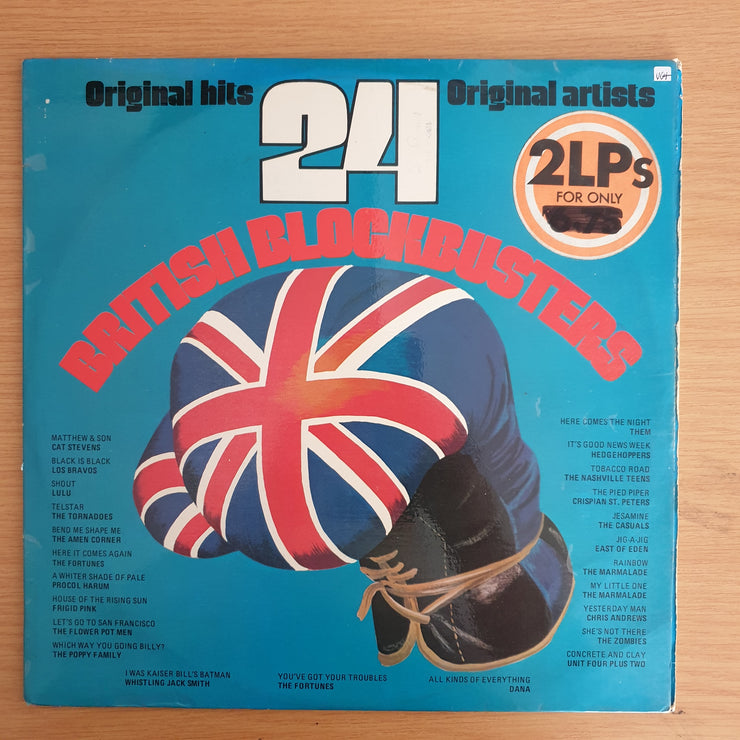 Original hits
24
Original artists
VG+
2LPs
FOR ONLY
6.75
BRITISH BLOCKBUSTERS
MATTHEW & SON
CAT STEVENS
BLACK IS BLACK
LOS BRAVOS
SHOUT
LULU
TELSTAR
THE TORNADOES
BEND ME SHAPE ME
THE AMEN CORNER
HERE IT COMES AGAIN
THE FORTUNES
A WHITER SHADE OF PALE
PROCOL HARUM
HOUSE OF THE RISING SUN
FRIGID PINK
LET'S GO TO SAN FRANCISCO
THE FLOWER POT MEN
WHICH WAY YOU GOING BILLY?
THE POPPY FAMILY
HERE COMES THE NIGHT
THEM
IT'S GOOD NEWS WEEK
HEDGEHOPPERS
TOBACCO ROAD
THE NASHVILLE TEENS
THE PIED PIPER
CRISPIAN ST. PETERS
JESAMINE
THE CASUALS
JIG-A-JIG
EAST OF EDEN
RAINBOW
THE MARMALADE
MY LITTLE ONE
THE MARMALADE
YESTERDAY MAN
CHRIS ANDREWS
SHE'S NOT THERE
THE ZOMBIES
CONCRETE AND CLAY
UNIT FOUR PLUS TWO
I WAS KAISER BILL'S BATMAN
WHISTLING JACK SMITH
YOU'VE GOT YOUR TROUBLES
THE FORTUNES
ALL KINDS OF EVERYTHING
DANA